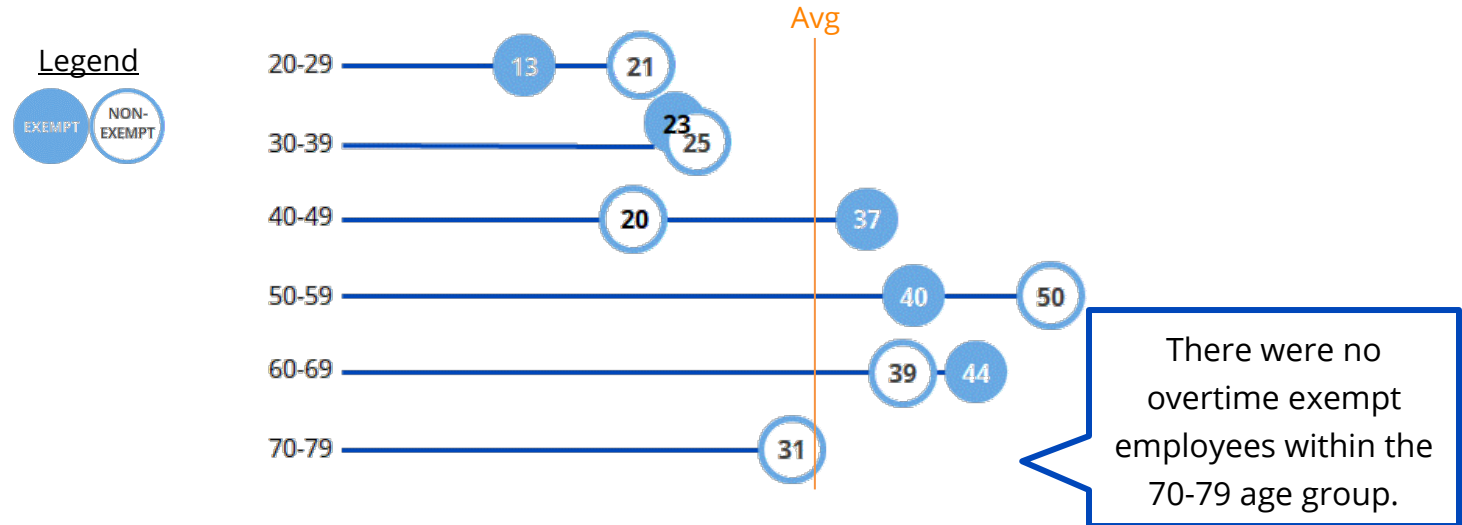 Avg
Legend
EXEMPT
NON-
EXEMPT
20-29
13
21
30-39
23
25
40-49
20
37
50-59
40
50
60-69
39
44
70-79
31
There were no
overtime exempt
employees within the
70-79 age group.